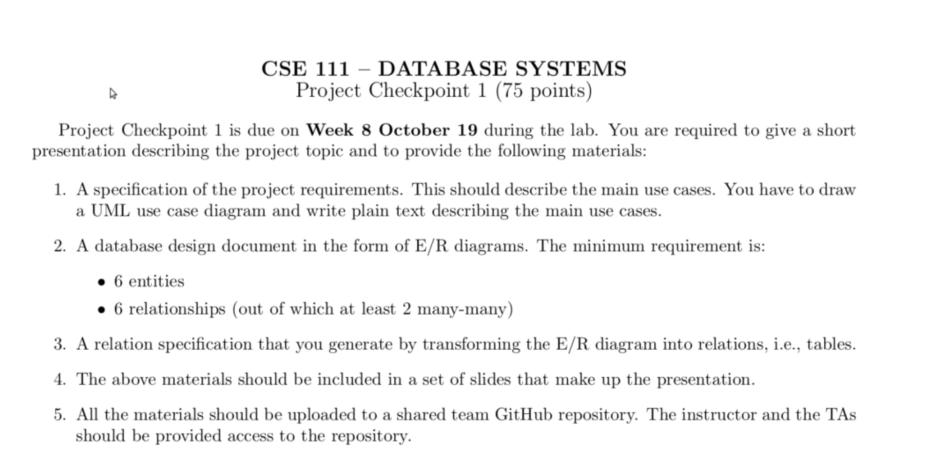 CSE 111 – DATABASE SYSTEMS
Project Checkpoint 1 (75 points)
Project Checkpoint 1 is due on Week 8 October 19 during the lab. You are required to give a short
presentation describing the project topic and to provide the following materials:
1. A specification of the project requirements. This should describe the main use cases. You have to draw
a UML use case diagram and write plain text describing the main use cases.
2. A database design document in the form of E/R diagrams. The minimum requirement is:
• 6 entities
• 6 relationships (out of which at least 2 many-many)
3. A relation specification that you generate by transforming the E/R diagram into relations, i.e., tables.
4. The above materials should be included in a set of slides that make up the presentation.
5. All the materials should be uploaded to a shared team GitHub repository. The instructor and the TAs
should be provided access to the repository.